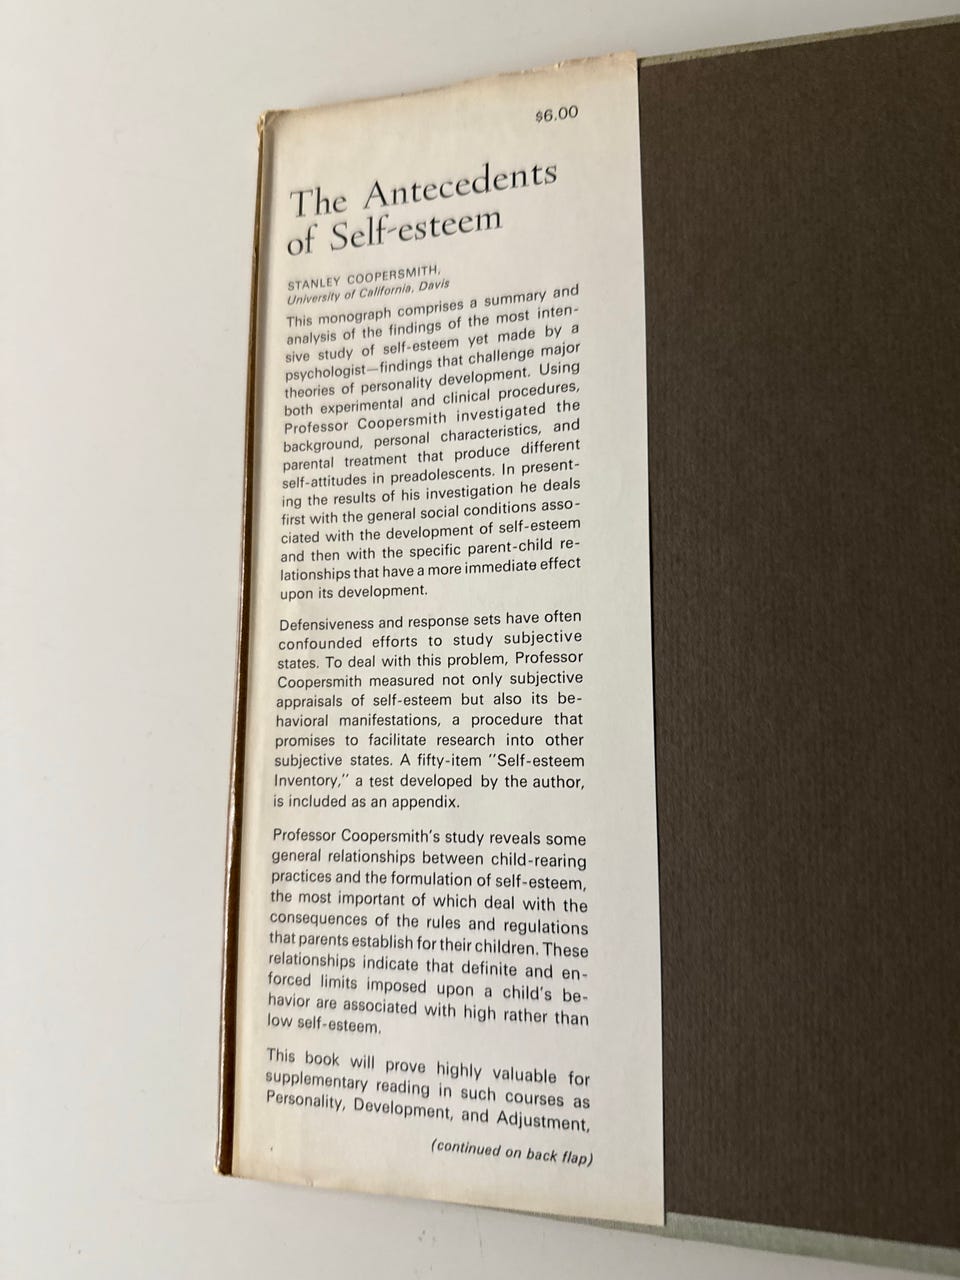 $6.00
The Antecedents
of Self-esteem
STANLEY COOPERSMITH,
University of California, Davis
This monograph comprises a summary and
analysis of the findings of the most inten-
sive study of self-esteem yet made by a
psychologist—findings that challenge major
theories of personality development. Using
both experimental and clinical procedures,
Professor Coopersmith investigated the
background, personal characteristics, and
parental treatment that produce different
self-attitudes in preadolescents. In present-
ing the results of his investigation he deals
first with the general social conditions asso-
ciated with the development of self-esteem
and then with the specific parent-child re-
lationships that have a more immediate effect
upon its development.
Defensiveness and response sets have often
confounded efforts to study subjective
states. To deal with this problem, Professor
Coopersmith measured not only subjective
appraisals of self-esteem but also its be-
havioral manifestations, a procedure that
promises to facilitate research into other
subjective states. A fifty-item "Self-esteem
Inventory," a test developed by the author,
is included as an appendix.
Professor Coopersmith's study reveals some
general relationships between child-rearing
practices and the formulation of self-esteem,
the most important of which deal with the
consequences of the rules and regulations
that parents establish for their children. These
relationships indicate that definite and en-
forced limits imposed upon a child's be-
havior are associated with high rather than
low self-esteem.
This book will prove highly valuable for
supplementary reading in such courses as
Personality, Development, and Adjustment,
(continued on back flap)